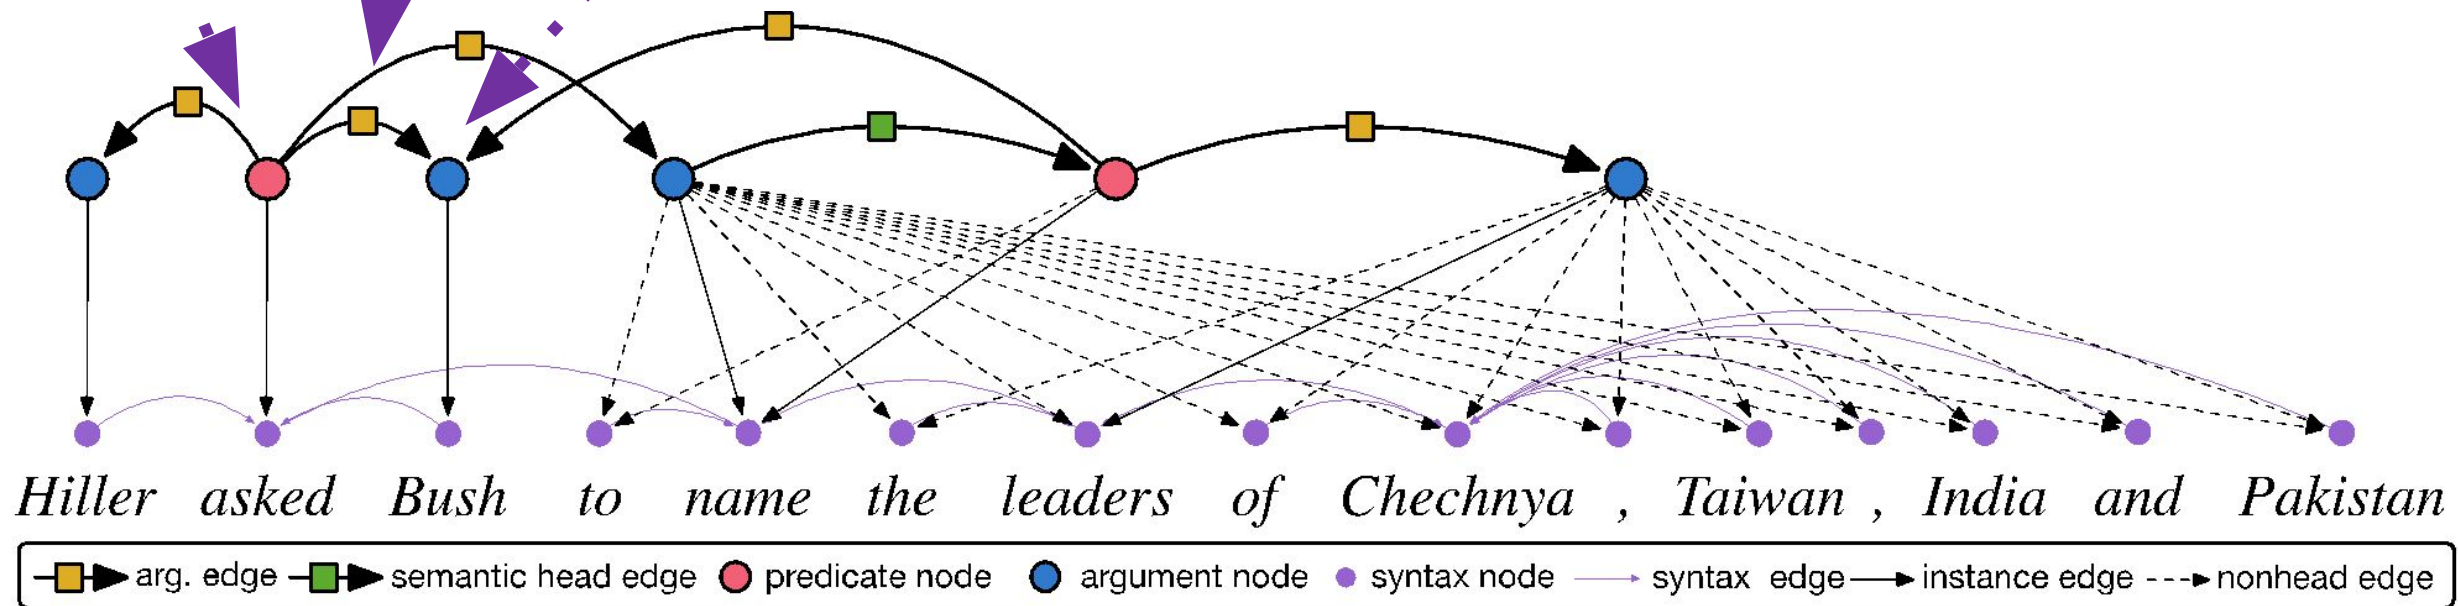 Hiller asked Bush to name the leaders of Chechnya , Taiwan , India and Pakistan
arg. edge semantic head edge predicate node argument node syntax node syntax edge instance edge nonhead edge